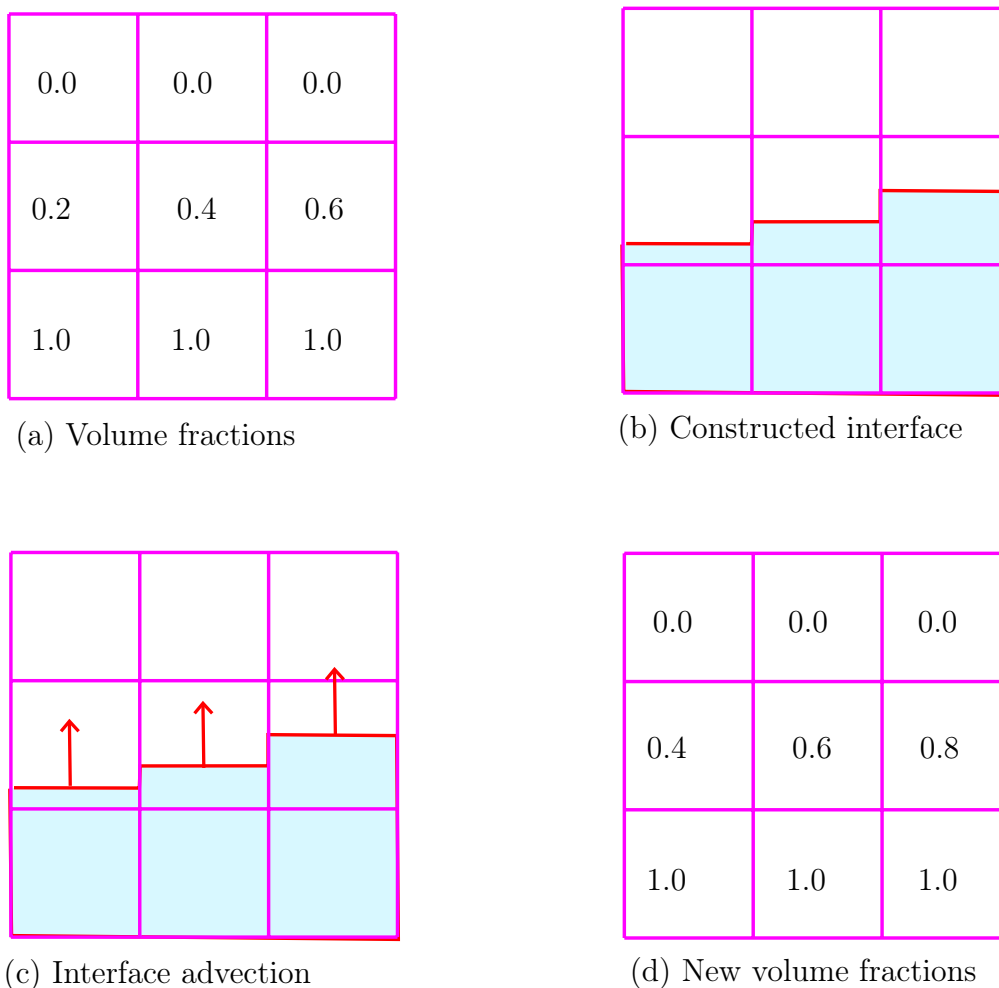 0.0 0.0 0.0
0.2 0.4 0.6
1.0 1.0 1.0
(a) Volume fractions
(b) Constructed interface
(c) Interface advection
0.0 0.0 0.0
0.4 0.6 0.8
1.0 1.0 1.0
(d) New volume fractions